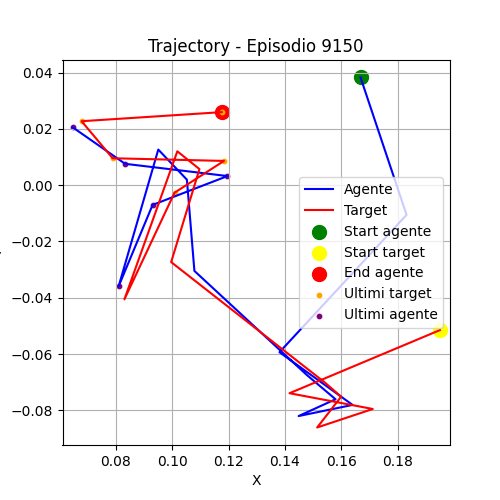 Trajectory - Episodio 9150
0.04
0.02
0.00
−0.02
−0.04
−0.06
−0.08
0.08
0.10
0.12
0.14
0.16
0.18
X
Agente
Target
Start agente
Start target
End agente
Ultimi target
Ultimi agente